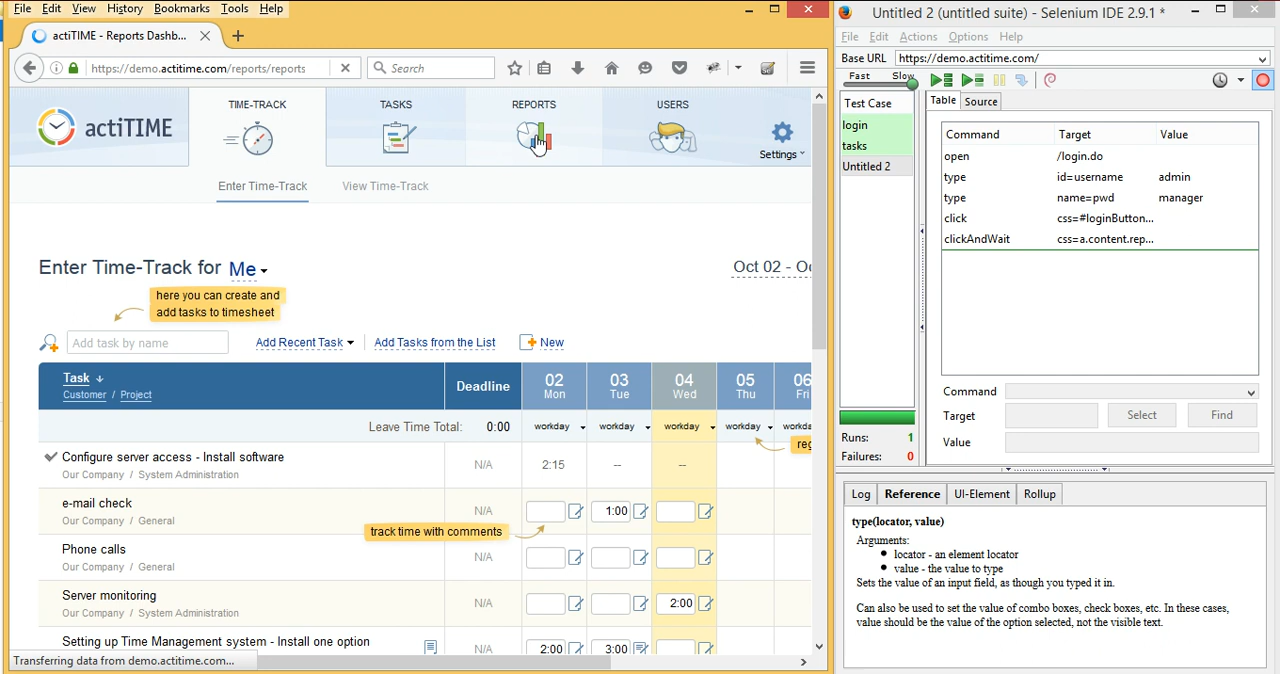 File Edit View History Bookmarks Tools Help
actiTIME - Reports Dashb...
https://demo.actitime.com/reports/reports
Search
actiTIME
TIME-TRACK
TASKS
REPORTS
USERS
Settings
Enter Time-Track
View Time-Track
Enter Time-Track for Me
Oct 02 - Oc
here you can create and
add tasks to timesheet
Add task by name
Add Recent Task
Add Tasks from the List
New
Task
Customer / Project
Deadline
02 03 04 05 06
Mon Tue Wed Thu Fri
Leave Time Total: 0:00 workday workday workday workday workda
reg
Configure server access - Install software
Our Company / System Administration
N/A 2:15 -- --
e-mail check
Our Company / General
N/A 1:00
track time with comments
Phone calls
Our Company / General
N/A
Server monitoring
Our Company / System Administration
N/A 2:00
Setting up Time Management system - Install one option
N/A 2:00 3:00
Transferring data from demo.actitime.com...
Untitled 2 (untitled suite) - Selenium IDE 2.9.1 *
File Edit Actions Options Help
Base URL https://demo.actitime.com/
Fast Slow
Test Case
login
tasks
Untitled 2
Runs: 1
Failures: 0
Table Source
Command Target Value
open /login.do
type id=username admin
type name=pwd manager
click css=#loginButton...
clickAndWait css=a.content.rep...
Command
Target Select Find
Value
Log Reference UI-Element Rollup
type(locator, value)
Arguments:
locator - an element locator
value - the value to type
Sets the value of an input field, as though you typed it in.
Can also be used to set the value of combo boxes, check boxes, etc. In these cases,
value should be the value of the option selected, not the visible text.